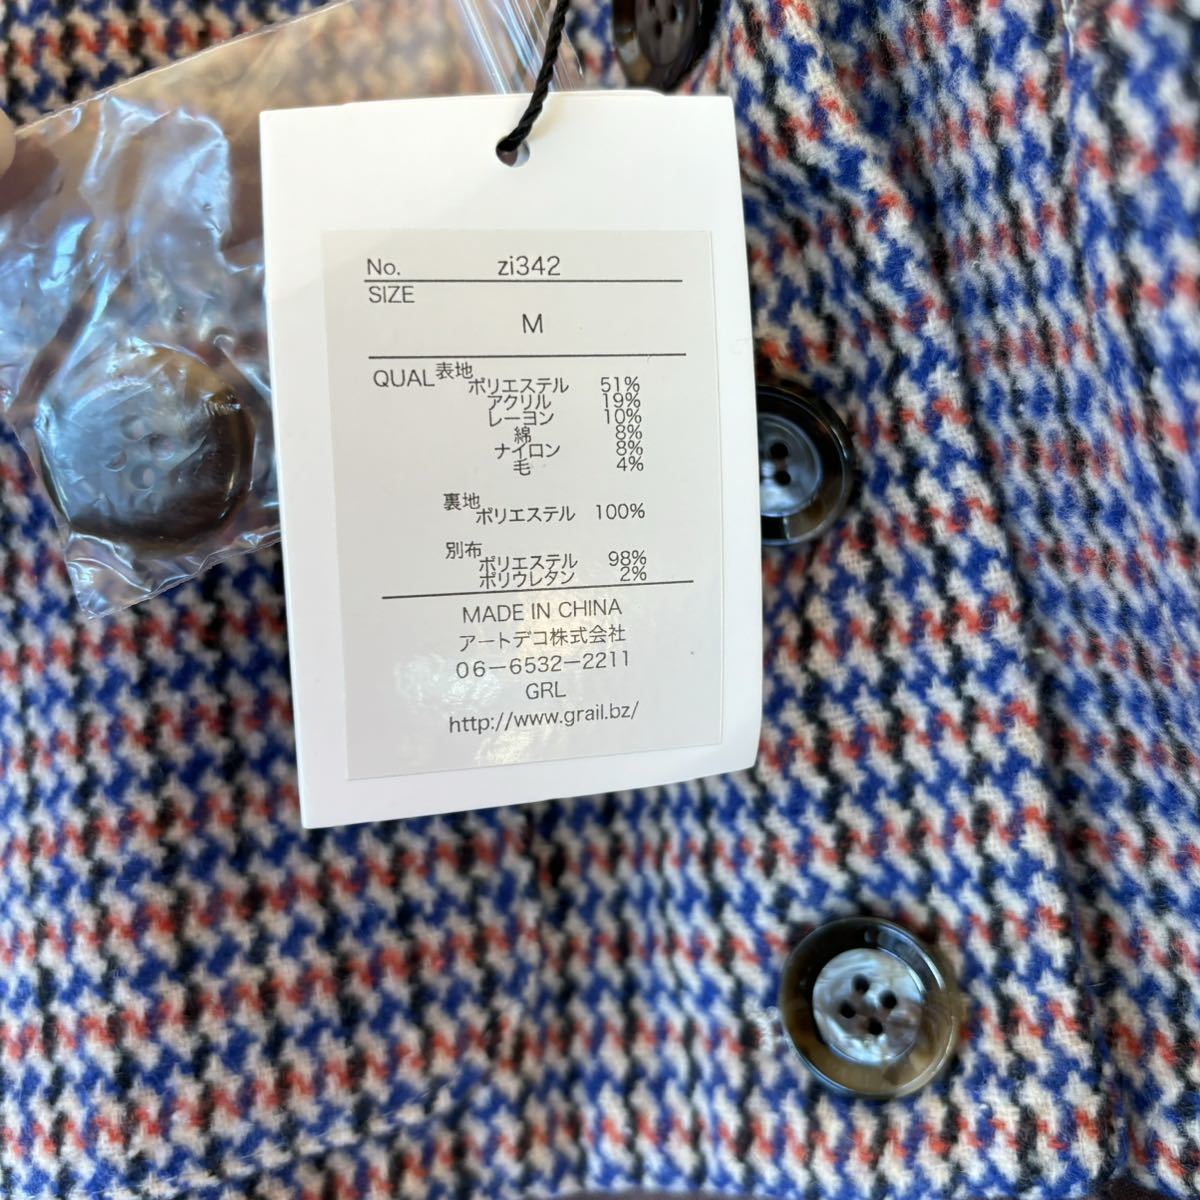 No. zi342
SIZE
M
QUAL 表地
ポリエステル 51%
アクリル 19%
レーヨン 10%
綿 8%
ナイロン 8%
毛 4%
裏地
ポリエステル 100%
別布
ポリエステル 98%
ポリウレタン 2%
MADE IN CHINA
アートデコ株式会社
06-6532-2211
GRL
http://www.grail.bz/